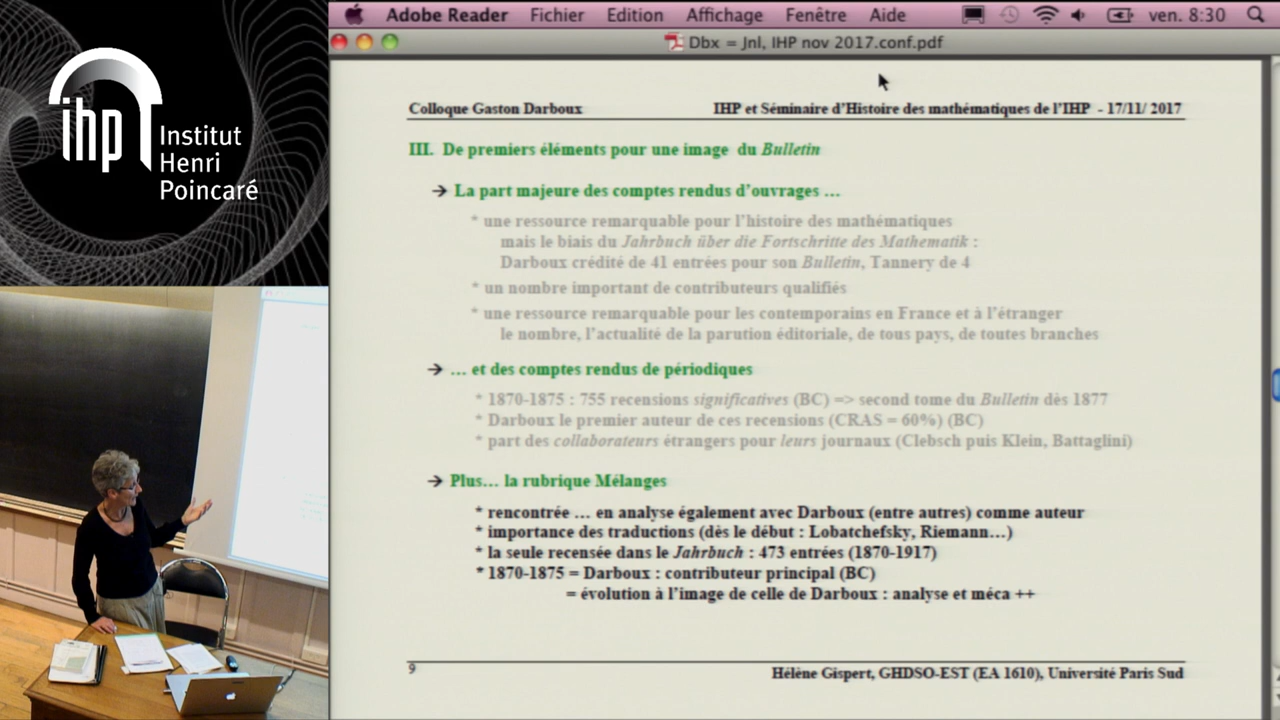 ihp Institut
Henri
Poincaré
Adobe Reader Fichier Edition Affichage Fenêtre Aide ven. 8:30
Dbx = Jnl, IHP nov 2017.conf.pdf
Colloque Gaston Darboux IHP et Séminaire d'Histoire des mathématiques de l'IHP - 17/11/ 2017
III. De premiers éléments pour une image du Bulletin
→ La part majeure des comptes rendus d'ouvrages …
* une ressource remarquable pour l'histoire des mathématiques
mais le biais du Jahrbuch über die Fortschritte des Mathematik :
Darboux crédité de 41 entrées pour son Bulletin, Tannery de 4
* un nombre important de contributeurs qualifiés
* une ressource remarquable pour les contemporains en France et à l'étranger
le nombre, l'actualité de la parution éditoriale, de tous pays, de toutes branches
→ … et des comptes rendus de périodiques
* 1870-1875 : 755 recensions significatives (BC) => second tome du Bulletin dès 1877
* Darboux le premier auteur de ces recensions (CRAS = 60%) (BC)
* part des collaborateurs étrangers pour leurs journaux (Clebsch puis Klein, Battaglini)
→ Plus… la rubrique Mélanges
* rencontrée … en analyse également avec Darboux (entre autres) comme auteur
* importance des traductions (dès le début : Lobatchefsky, Riemann…)
* la seule recensée dans le Jahrbuch : 473 entrées (1870-1917)
* 1870-1875 = Darboux : contributeur principal (BC)
= évolution à l'image de celle de Darboux : analyse et méca ++
9 Hélène Gispert, GHDSO-EST (EA 1610), Université Paris Sud